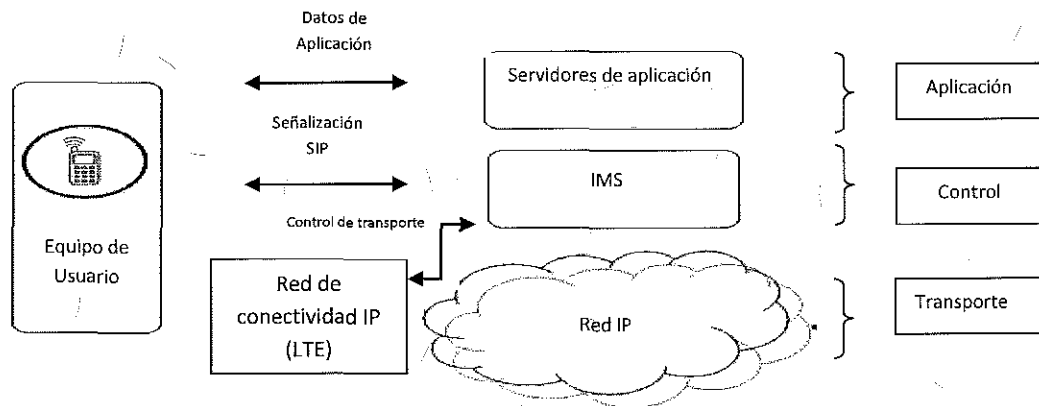 Datos de
Aplicación
Servidores de aplicación
Aplicación
Señalización
SIP
IMS
Control
Control de transporte
Equipo de
Usuario
Red de
conectividad IP
(LTE)
Red IP
Transporte